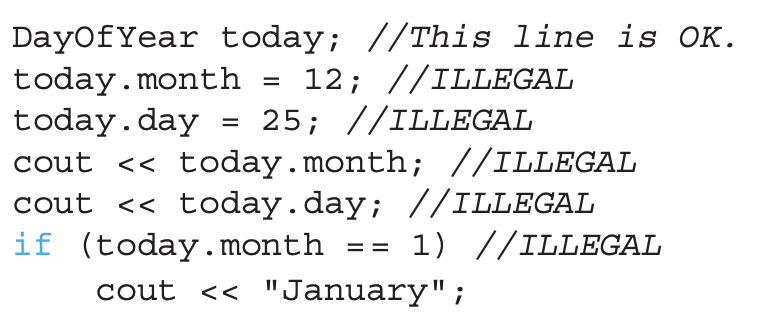 DayOfYear today; //This line is OK.
today.month = 12; //ILLEGAL
today.day = 25; //ILLEGAL
cout << today.month; //ILLEGAL
cout << today.day; //ILLEGAL
if (today.month == 1) //ILLEGAL
    cout << "January";